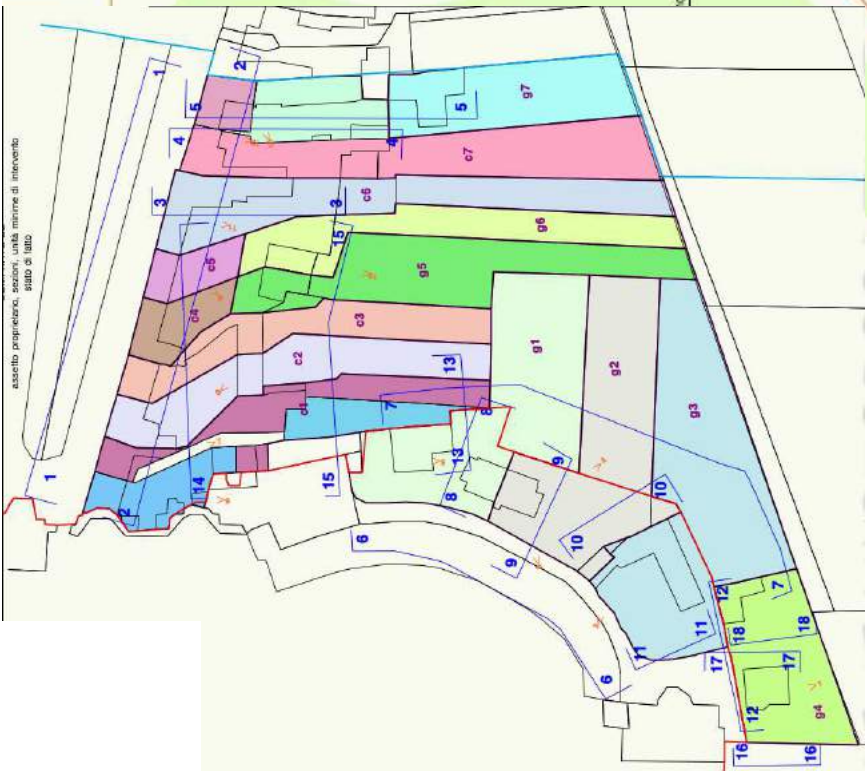 assetto proprietario, sezioni, unità minime di intervento
stato di fatto
1
2
5
4
5
4
g7
c7
3
3
c6
15
g6
c5
g5
c4
c3
c2
13
c1
7
8
g1
g2
g3
1
2
14
15
13
8
9
10
6
9
10
11
11
12
18
7
18
17
17
6
12
g4
16
16